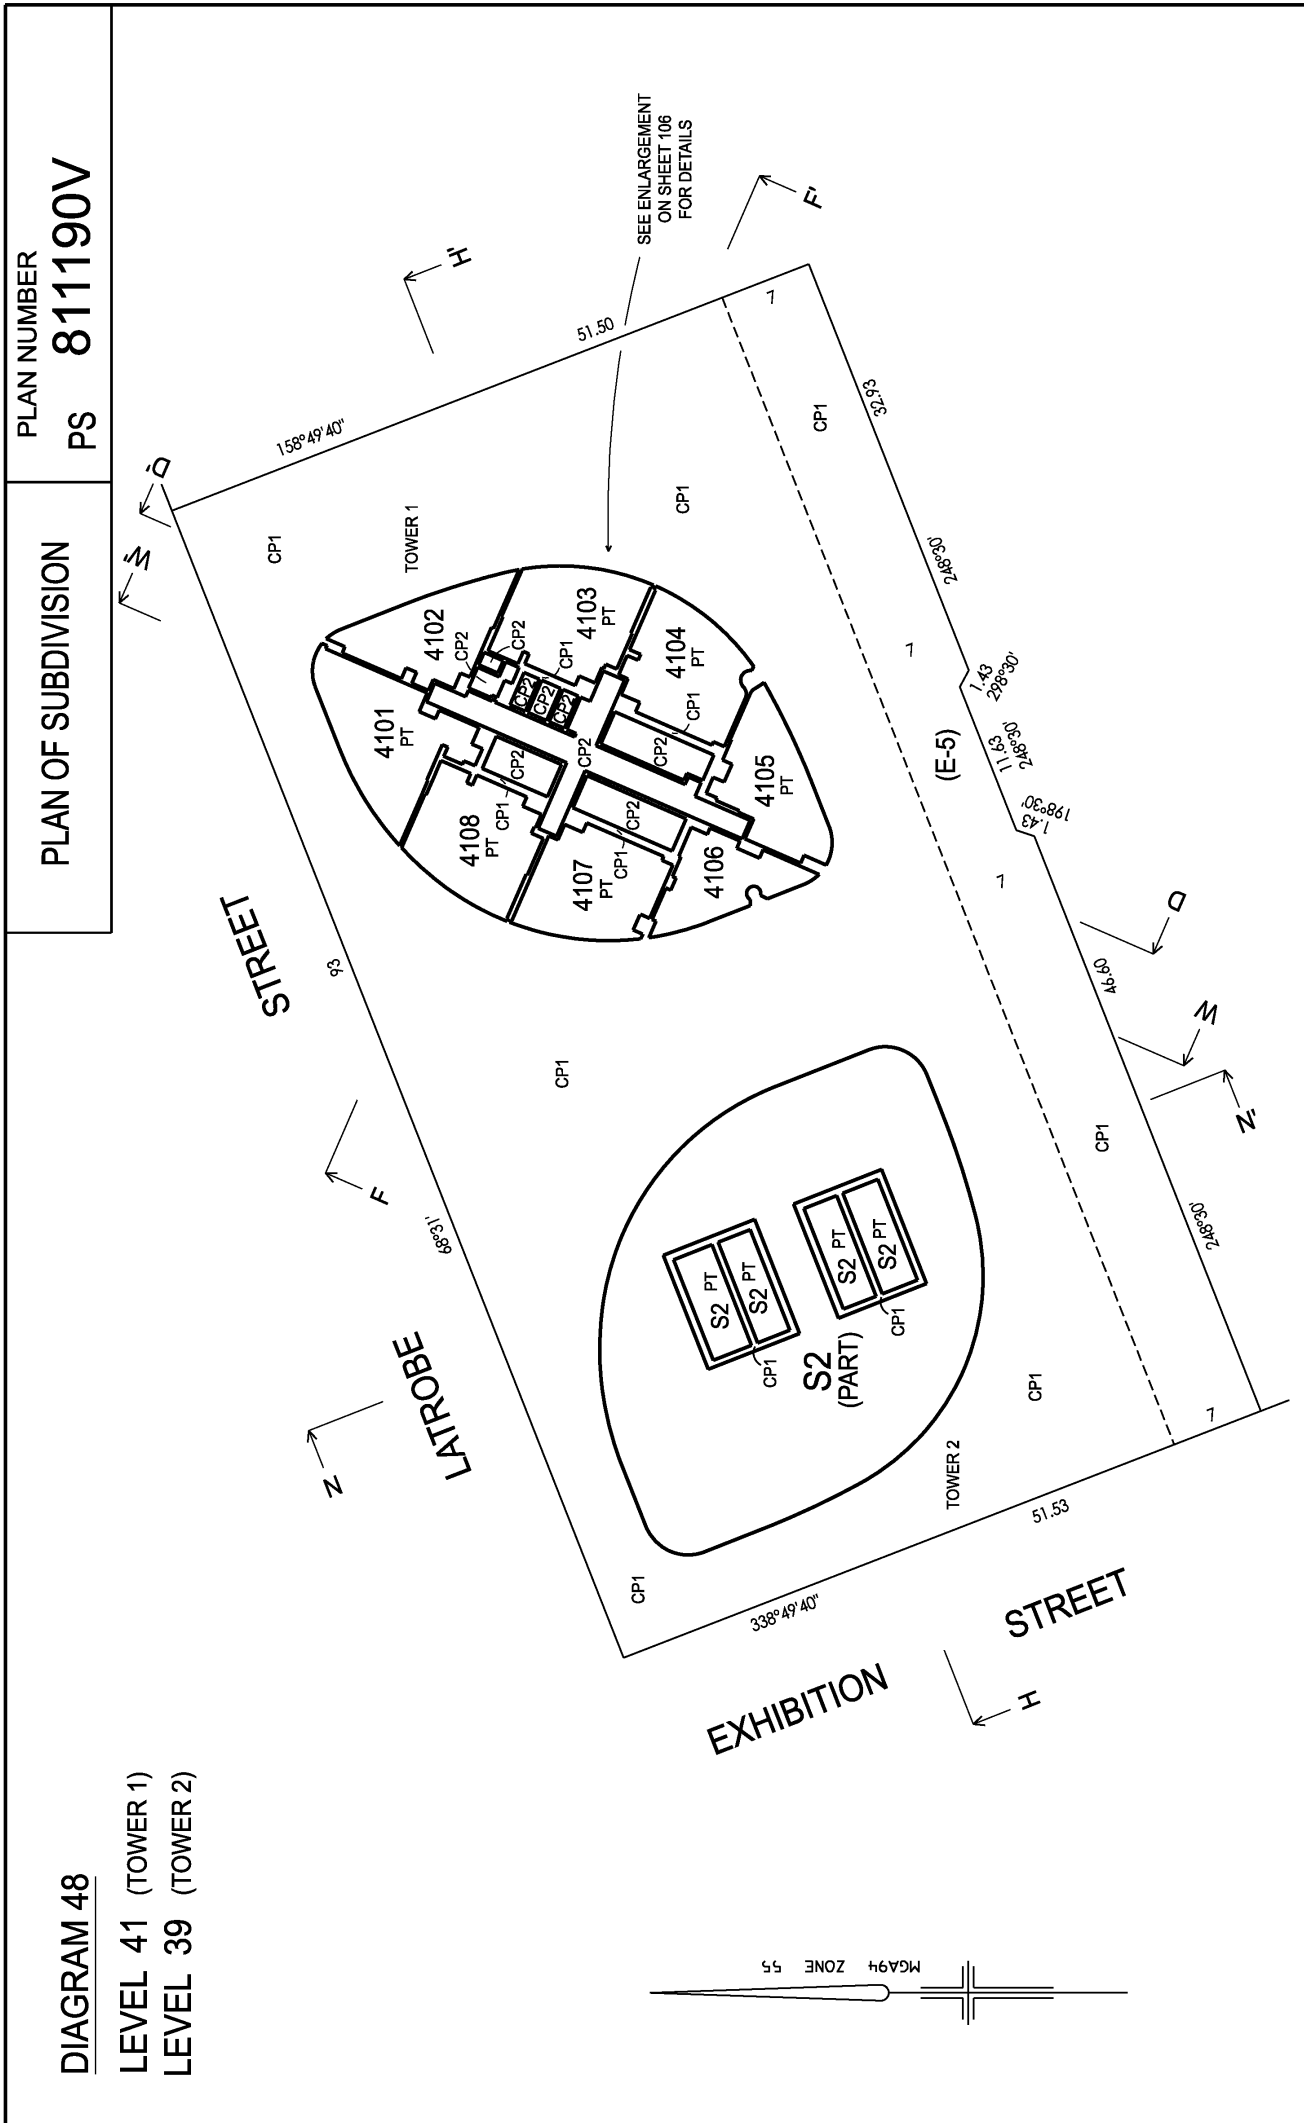 DIAGRAM 48
LEVEL 41 (TOWER 1)
LEVEL 39 (TOWER 2)
PLAN OF SUBDIVISION
PLAN NUMBER
PS 811190V
LATROBE STREET
EXHIBITION STREET
68°31'
93
158°49'40"
51.50
338°49'40"
51.53
32.93
248°30'
1.43
298°30'
11.63
248°30'
1.43
198°30'
46.60
248°30'
7
7
7
7
(E-5)
SEE ENLARGEMENT
ON SHEET 106
FOR DETAILS
TOWER 1
4101
PT
4102
4103
PT
4104
PT
4105
PT
4106
4107
PT
4108
PT
CP2
CP2
CP2
CP2
CP2
CP2
CP2
CP2
CP2
CP1
CP1
CP1
CP1
TOWER 2
S2
(PART)
S2 PT
S2 PT
S2 PT
S2 PT
CP1
CP1
CP1
CP1
CP1
CP1
CP1
CP1
CP1
D
D'
W
W'
H
H'
F
F'
N
N'
MGA94 ZONE 55